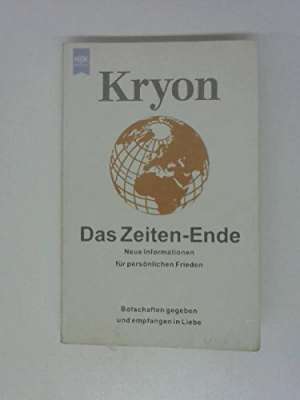 Kryon
Das Zeiten-Ende
Neue Informationen
für persönlichen Frieden
Botschaften gegeben
und empfangen in Liebe